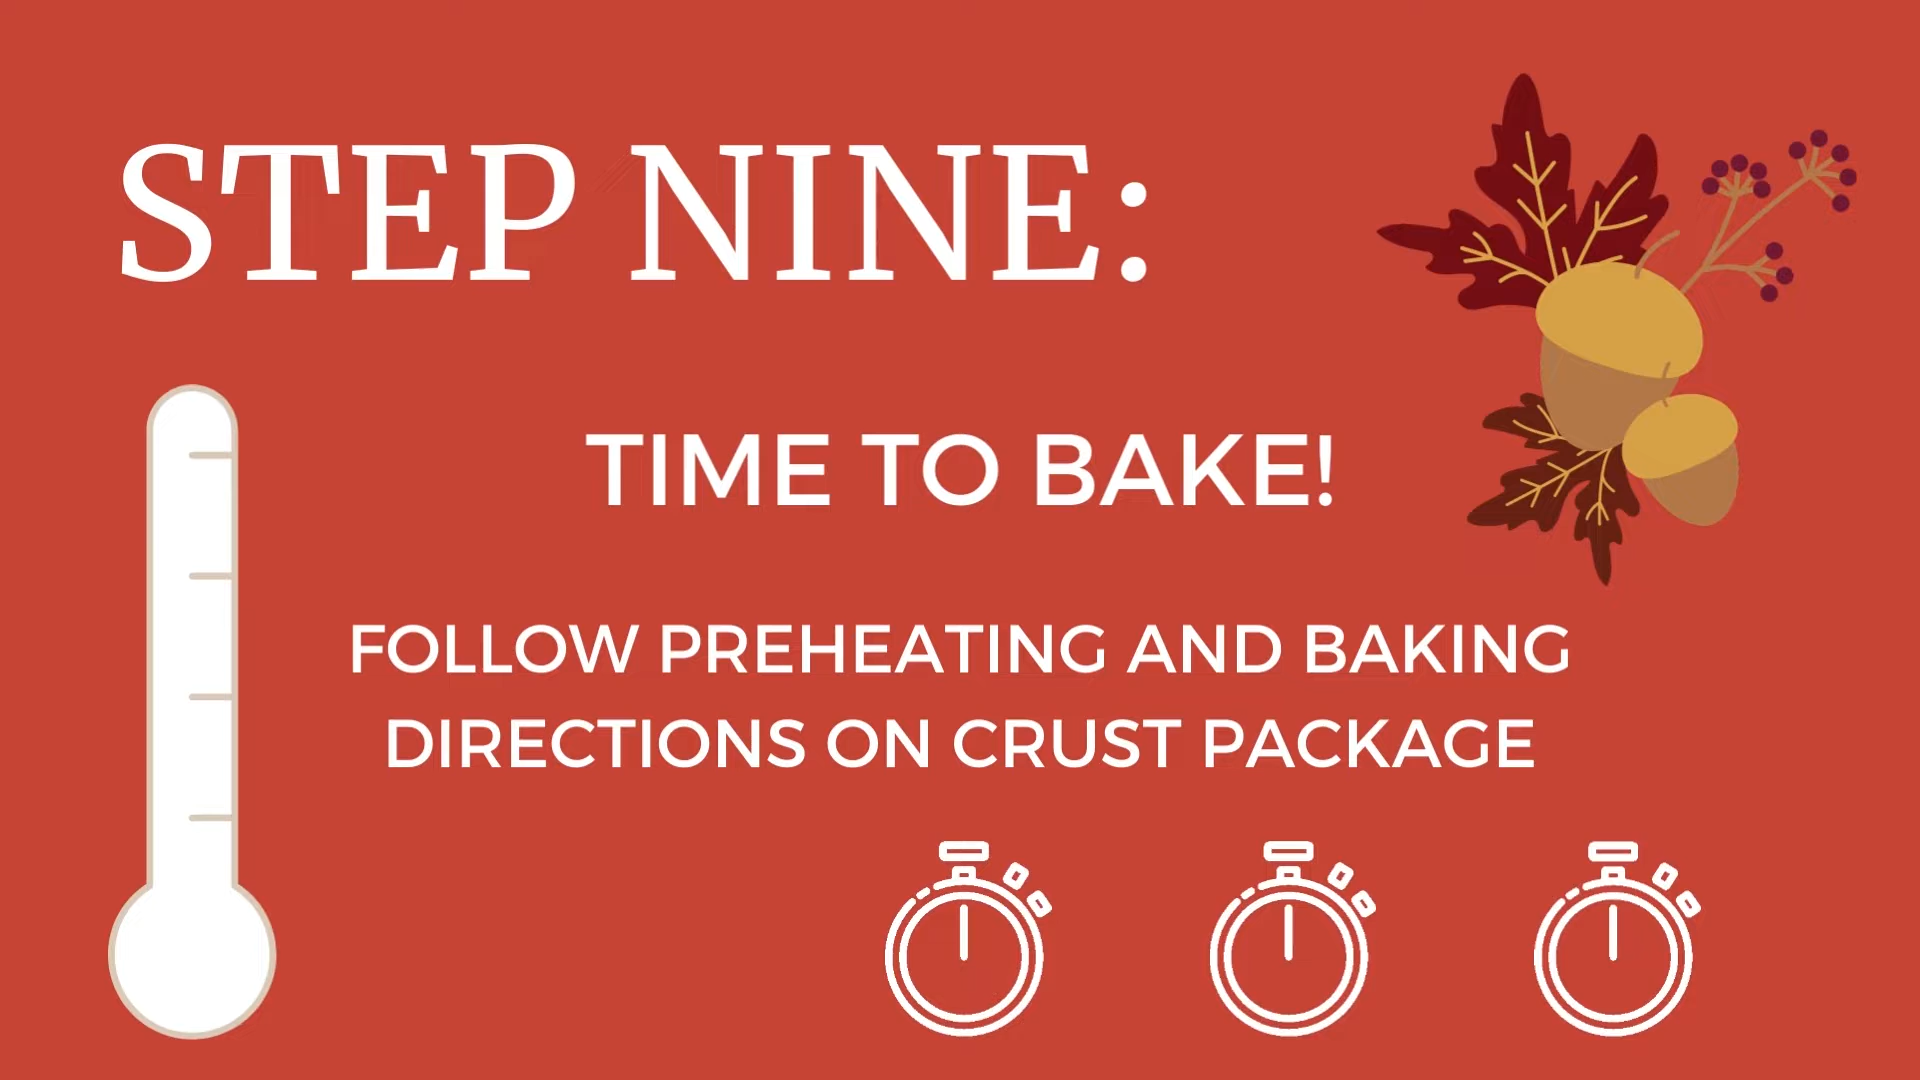 STEP NINE:
TIME TO BAKE!
FOLLOW PREHEATING AND BAKING
DIRECTIONS ON CRUST PACKAGE